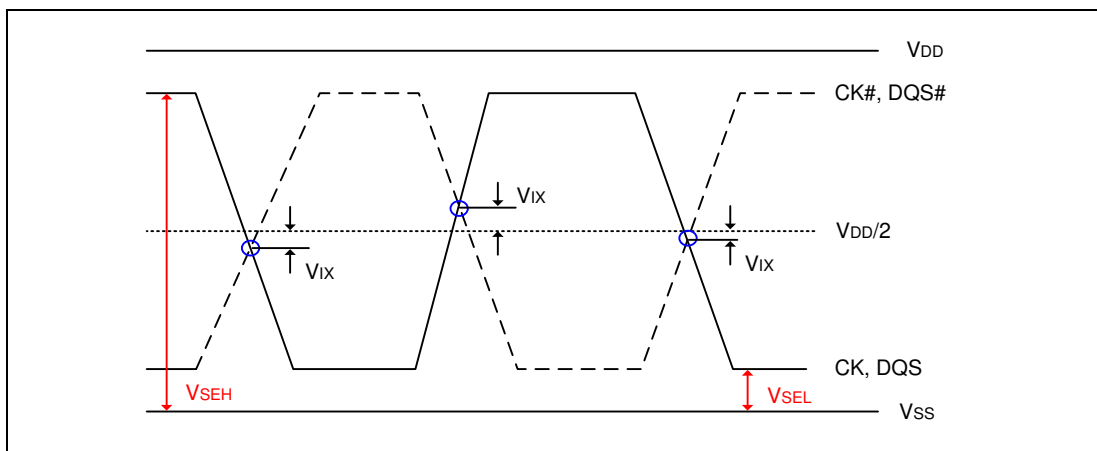 VDD
CK#, DQS#
VIX
VDD/2
VIX
VIX
CK, DQS
VSEH
VSEL
VSS